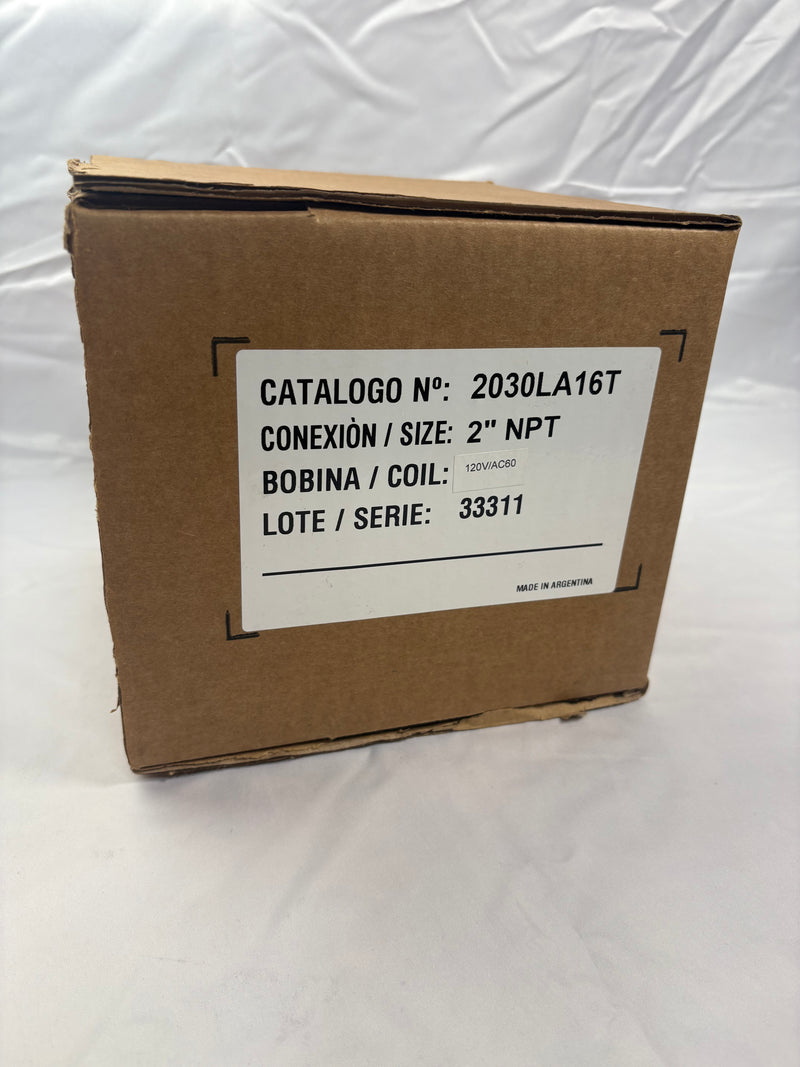 CATALOGO Nº: 2030LA16T
CONEXIÒN / SIZE: 2" NPT
BOBINA / COIL: 120V/AC60
LOTE / SERIE: 33311
MADE IN ARGENTINA